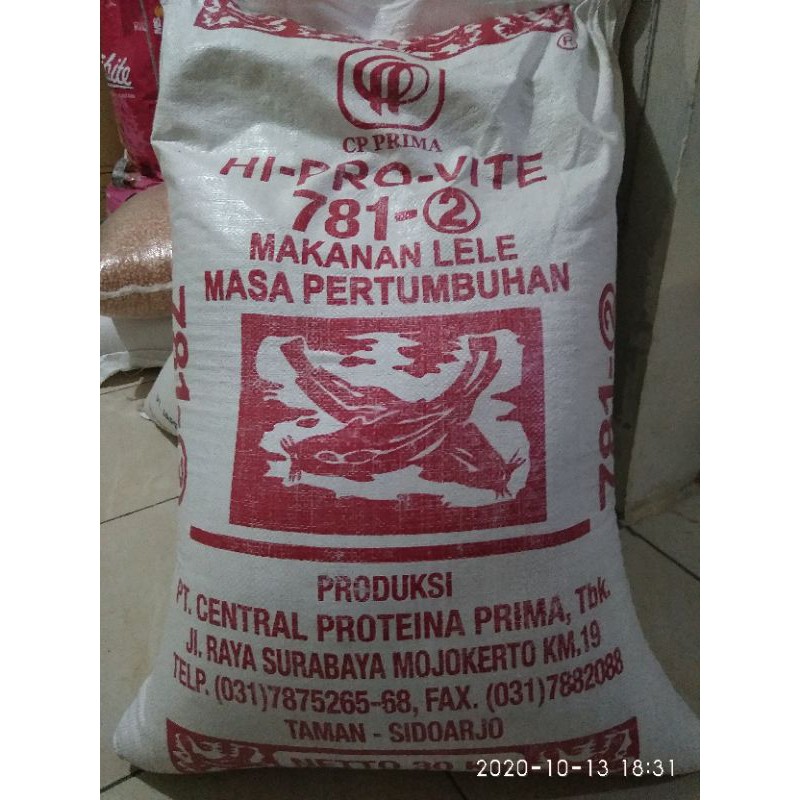 ®
CP PRIMA
HI-PRO-VITE
781-②
MAKANAN LELE
MASA PERTUMBUHAN
781-②
PRODUKSI
PT. CENTRAL PROTEINA PRIMA, Tbk.
Jl. RAYA SURABAYA MOJOKERTO KM.19
TELP. (031)7875265-68, FAX. (031)7882088
TAMAN - SIDOARJO
NETTO 30
2020-10-13 18:31